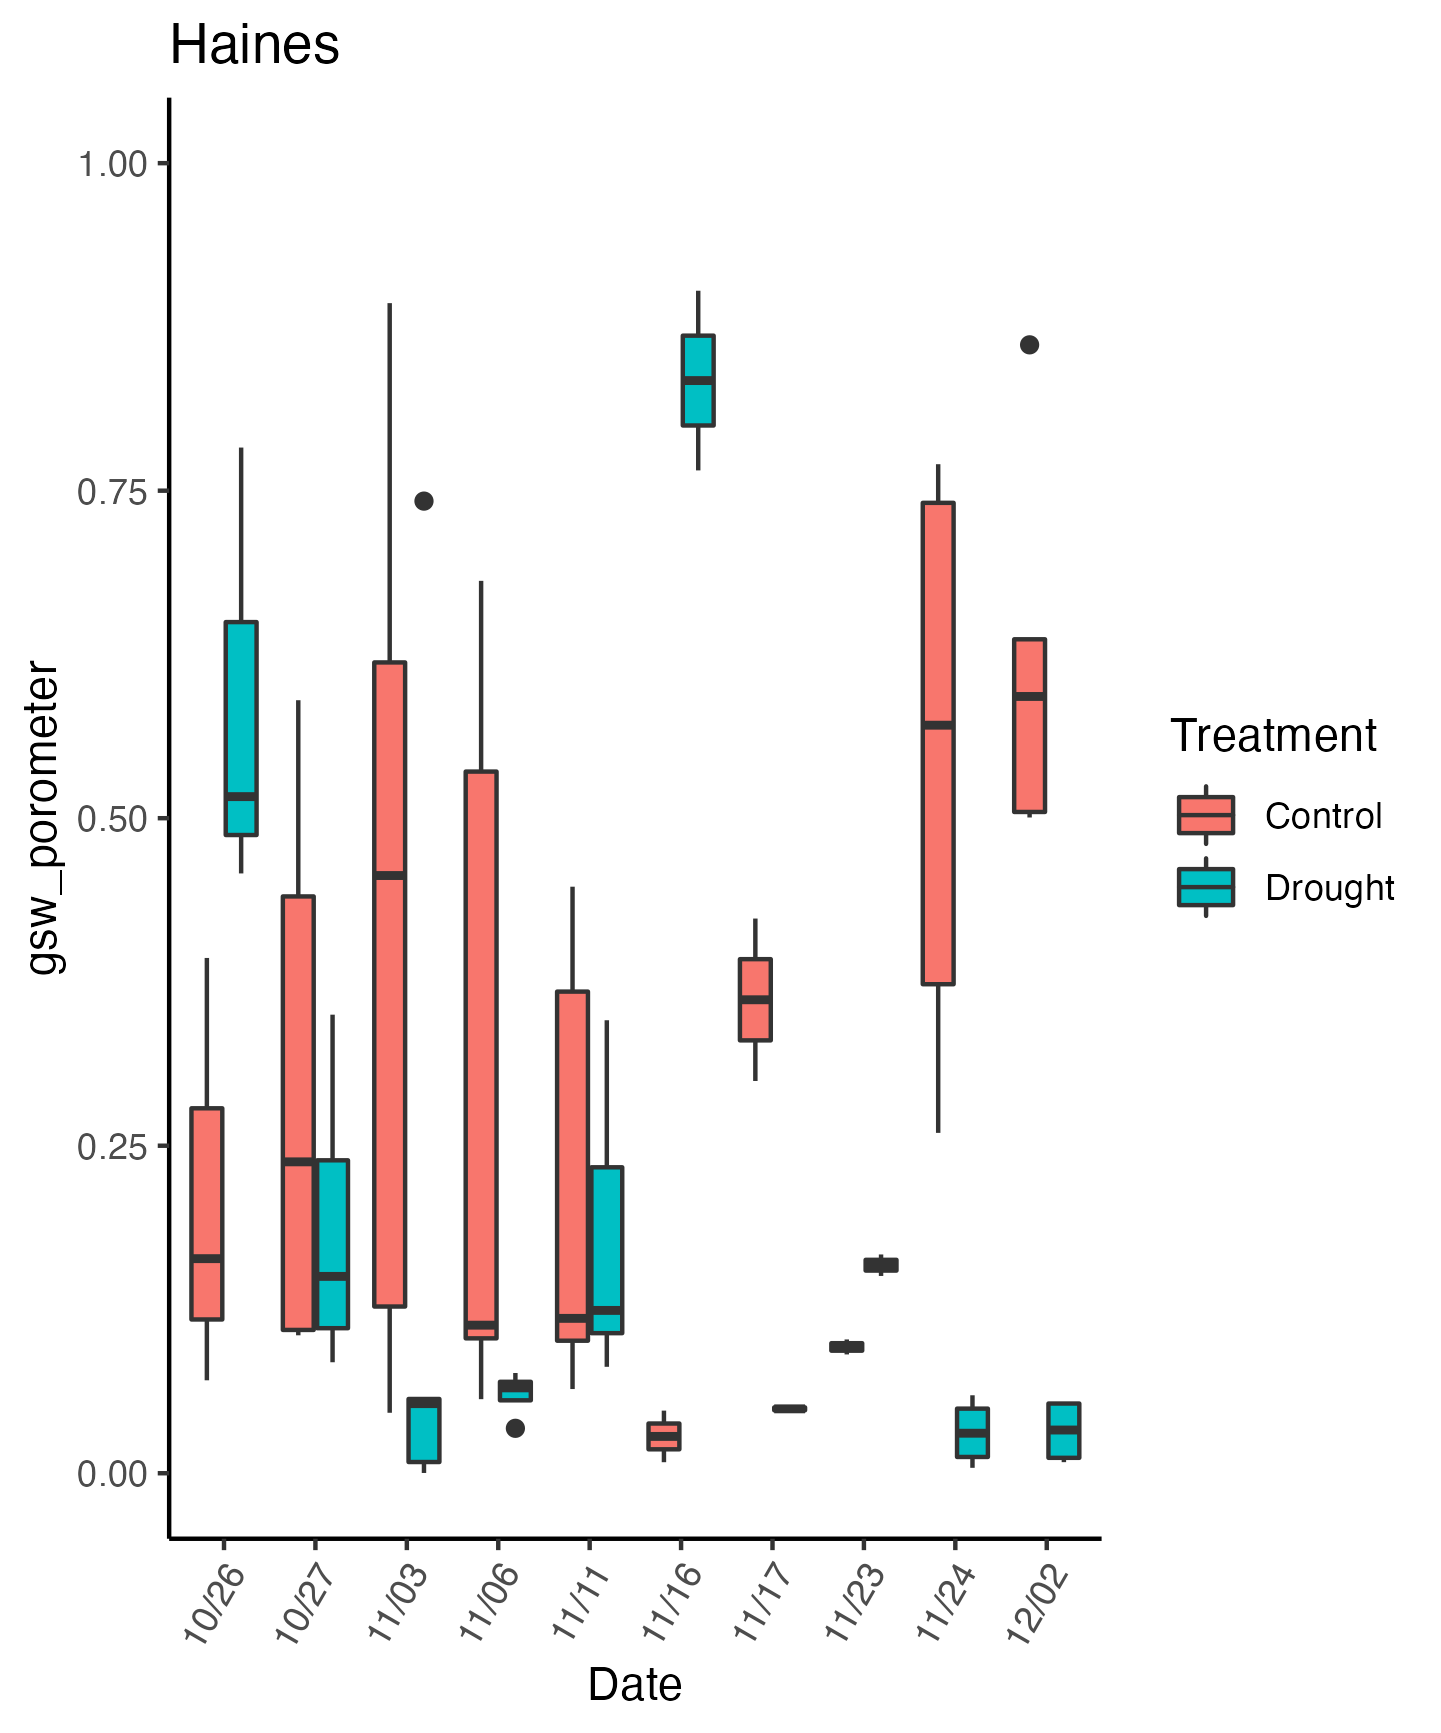 Haines
1.00
0.75
0.50
0.25
0.00
gsw_porometer
10/26
10/27
11/03
11/06
11/11
11/16
11/17
11/23
11/24
12/02
Date
Treatment
Control
Drought